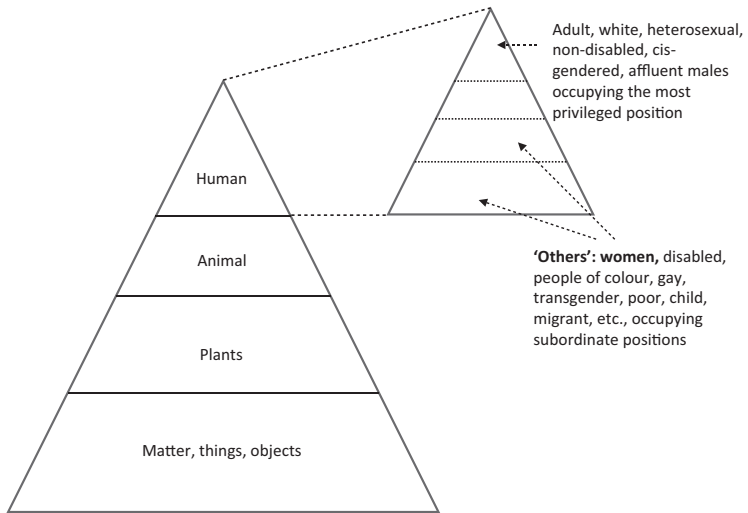 Adult, white, heterosexual,
non-disabled, cis-
gendered, affluent males
occupying the most
privileged position
Human
Animal
Plants
Matter, things, objects
‘Others’: women, disabled,
people of colour, gay,
transgender, poor, child,
migrant, etc., occupying
subordinate positions